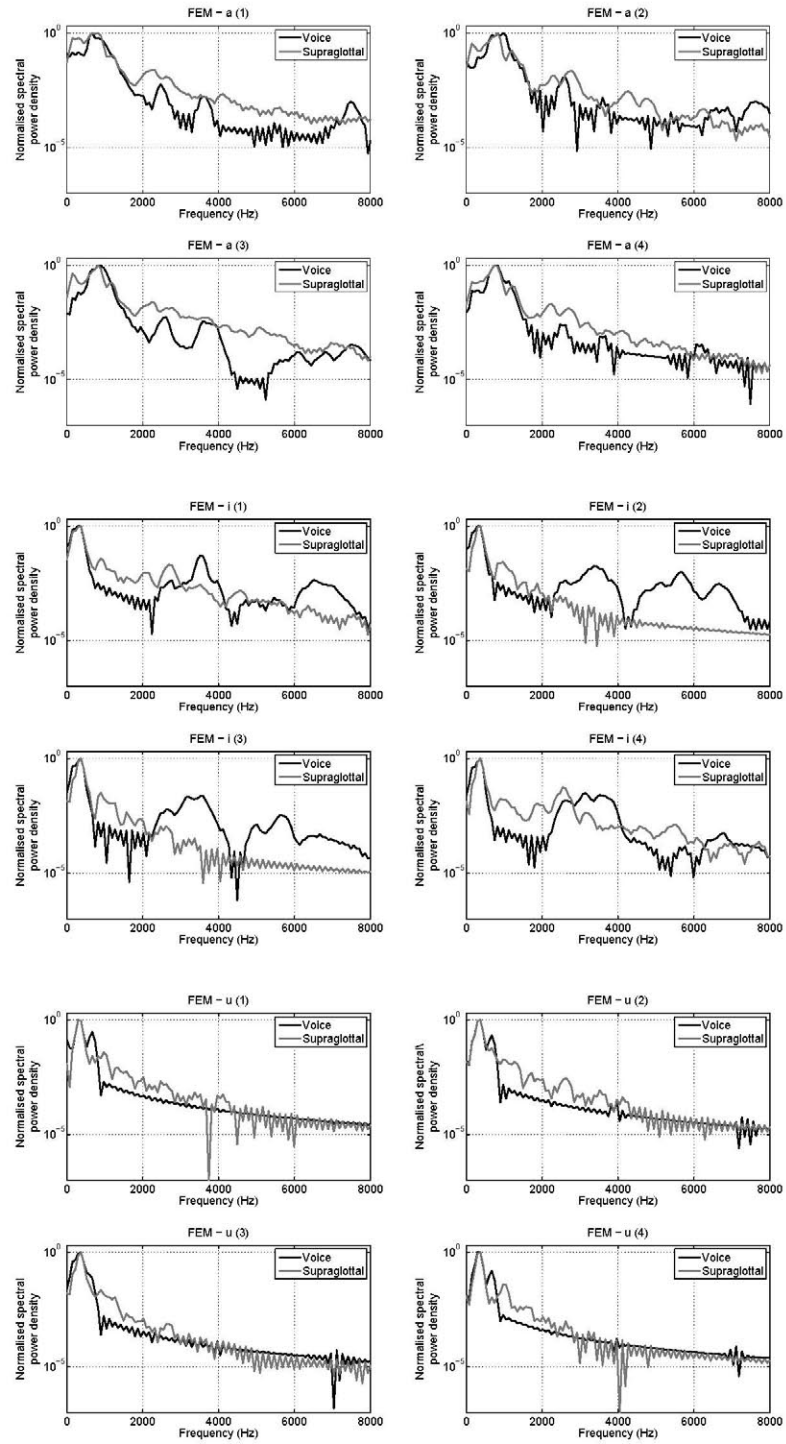 FEM − a (1)
Normalised spectral
power density
10^0
10^-5
Voice
Supraglottal
0 2000 4000 6000 8000
Frequency (Hz)
FEM − a (2)
Normalised spectral
power density
10^0
10^-5
Voice
Supraglottal
0 2000 4000 6000 8000
Frequency (Hz)
FEM − a (3)
Normalised spectral
power density
10^0
10^-5
Voice
Supraglottal
0 2000 4000 6000 8000
Frequency (Hz)
FEM − a (4)
Normalised spectral
power density
10^0
10^-5
Voice
Supraglottal
0 2000 4000 6000 8000
Frequency (Hz)
FEM − i (1)
Normalised spectral
power density
10^0
10^-5
Voice
Supraglottal
0 2000 4000 6000 8000
Frequency (Hz)
FEM − i (2)
Normalised spectral
power density
10^0
10^-5
Voice
Supraglottal
0 2000 4000 6000 8000
Frequency (Hz)
FEM − i (3)
Normalised spectral
power density
10^0
10^-5
Voice
Supraglottal
0 2000 4000 6000 8000
Frequency (Hz)
FEM − i (4)
Normalised spectral
power density
10^0
10^-5
Voice
Supraglottal
0 2000 4000 6000 8000
Frequency (Hz)
FEM − u (1)
Normalised spectral
power density
10^0
10^-5
Voice
Supraglottal
0 2000 4000 6000 8000
Frequency (Hz)
FEM − u (2)
Normalised spectral\
power density
10^0
10^-5
Voice
Supraglottal
0 2000 4000 6000 8000
Frequency (Hz)
FEM − u (3)
Normalised spectral
power density
10^0
10^-5
Voice
Supraglottal
0 2000 4000 6000 8000
Frequency (Hz)
FEM − u (4)
Normalised spectral
power density
10^0
10^-5
Voice
Supraglottal
0 2000 4000 6000 8000
Frequency (Hz)